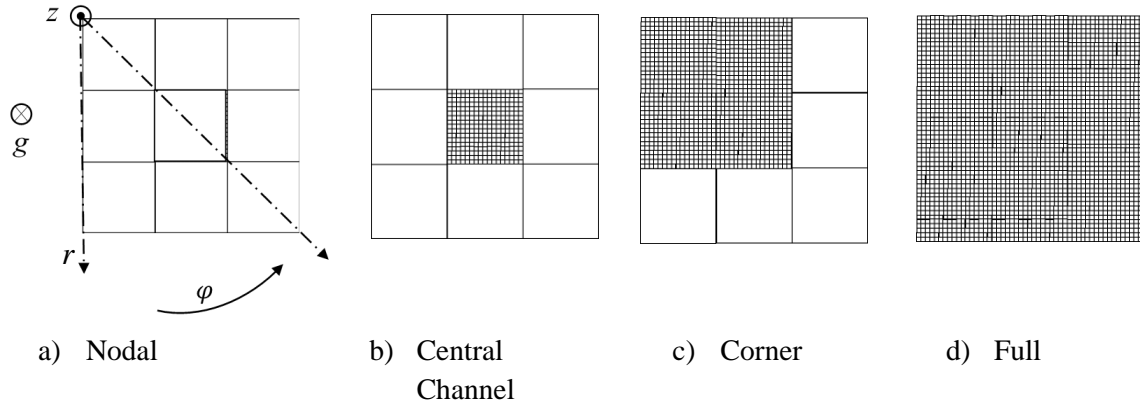 z
g
r
φ
a) Nodal
b) Central
Channel
c) Corner
d) Full